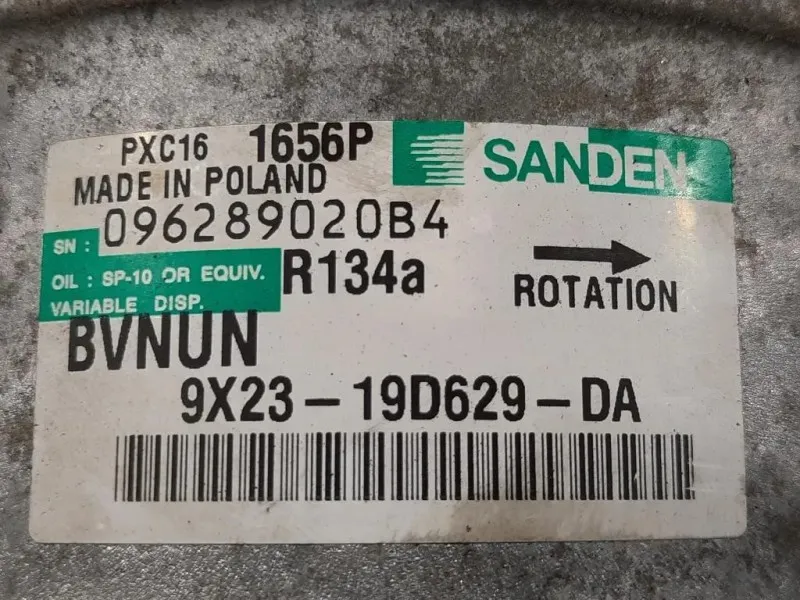 PXC16 1656P SANDEN
MADE IN POLAND
SN : 096289020B4
OIL : SP-10 OR EQUIV. R134a
VARIABLE DISP.
ROTATION
BVNUN
9X23-19D629-DA